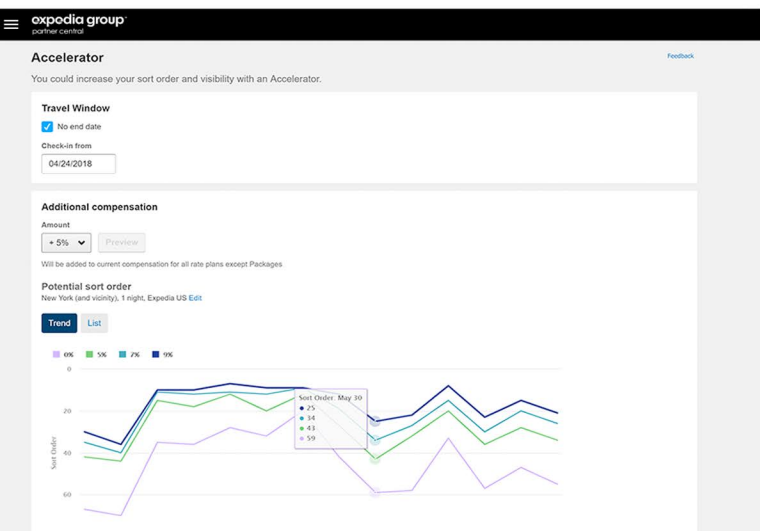 expedia group
partner central
Accelerator
Feedback
You could increase your sort order and visibility with an Accelerator.
Travel Window
No end date
Check-in from
04/24/2018
Additional compensation
Amount
+ 5%
Preview
Will be added to current compensation for all rate plans except Packages
Potential sort order
New York (and vicinity), 1 night, Expedia US Edit
Trend List
0% 5% 7% 9%
0
20
40
60
Sort Order
Sort Order May 30
25
34
43
59